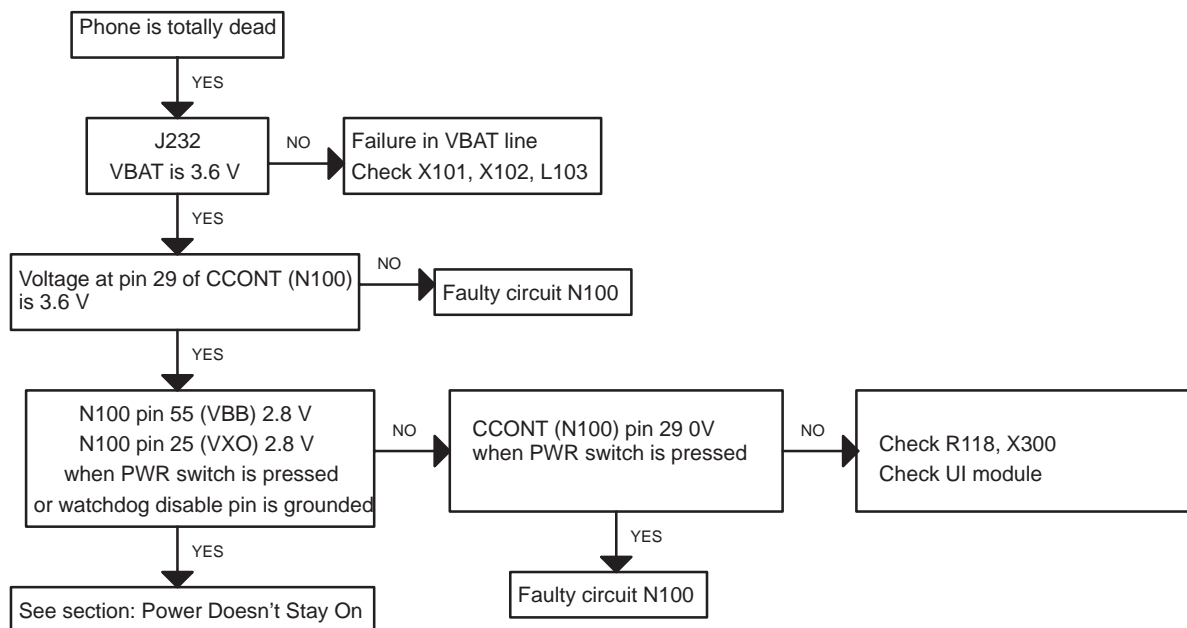 Phone is totally dead
YES
J232
VBAT is 3.6 V
NO
Failure in VBAT line
Check X101, X102, L103
YES
Voltage at pin 29 of CCONT (N100)
is 3.6 V
NO
Faulty circuit N100
YES
N100 pin 55 (VBB) 2.8 V
N100 pin 25 (VXO) 2.8 V
when PWR switch is pressed
or watchdog disable pin is grounded
NO
CCONT (N100) pin 29 0V
when PWR switch is pressed
NO
Check R118, X300
Check UI module
YES
Faulty circuit N100
YES
See section: Power Doesn't Stay On